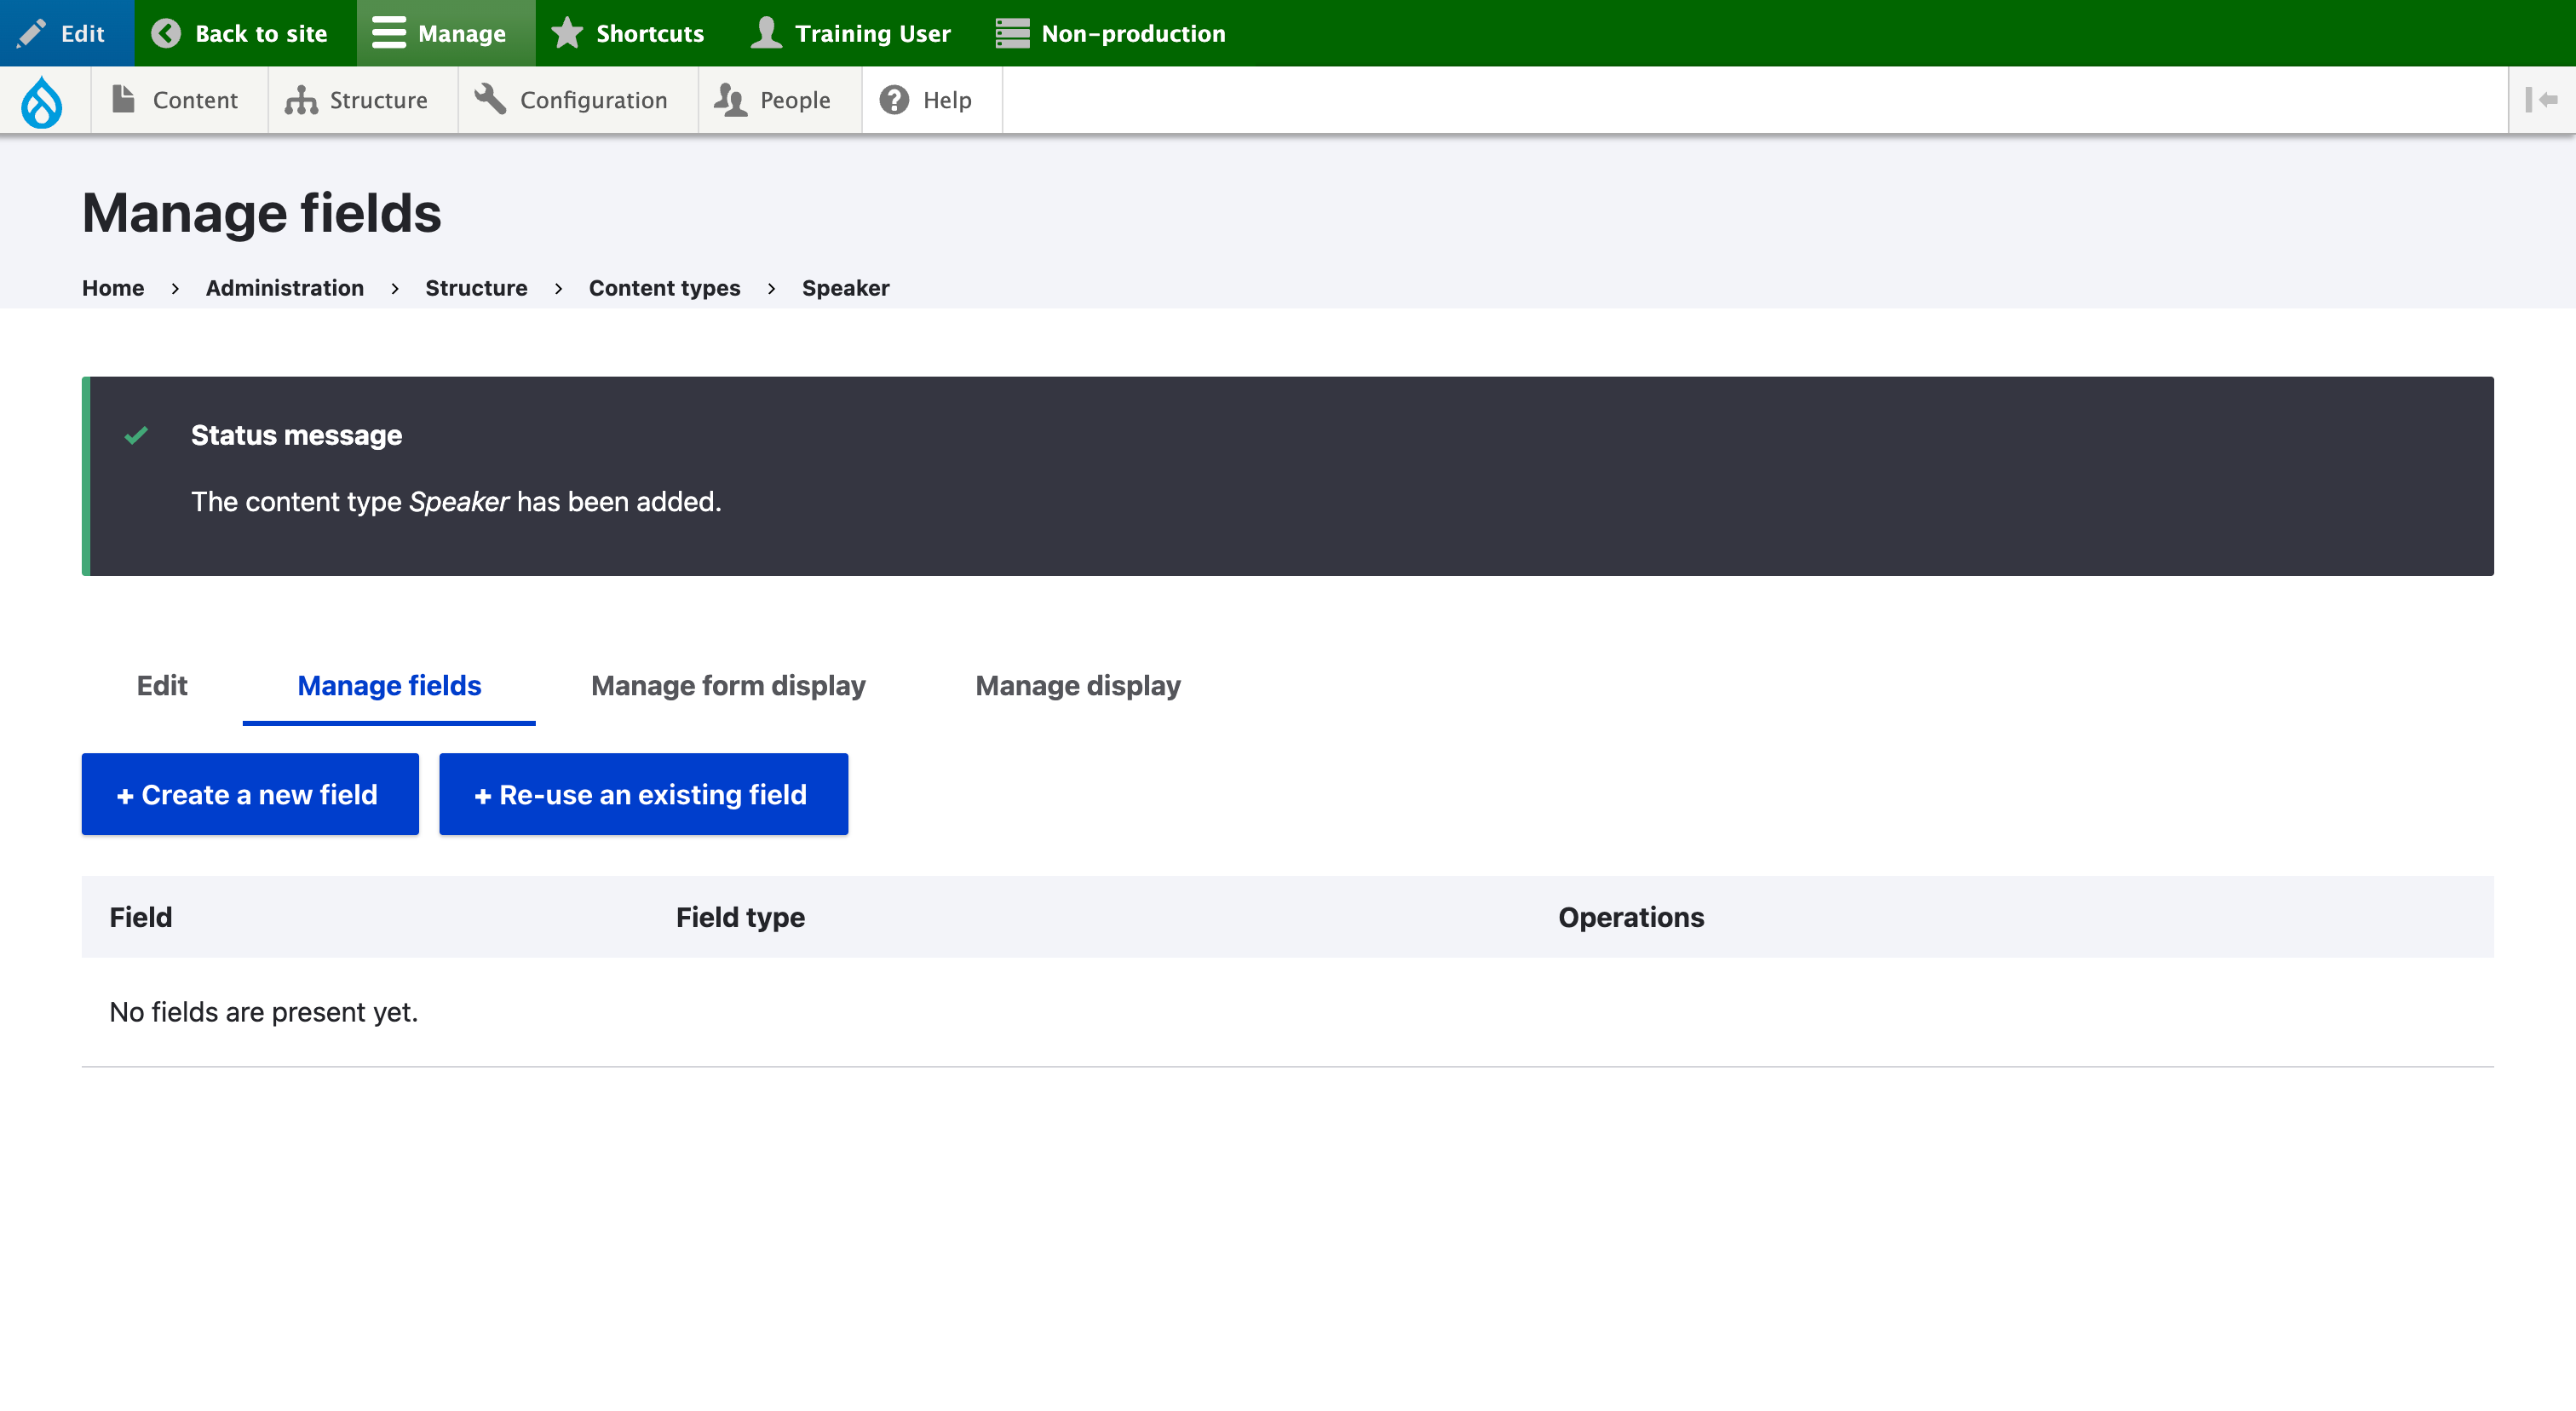 Edit Back to site Manage Shortcuts Training User Non-production
Content Structure Configuration People Help
Manage fields
Home › Administration › Structure › Content types › Speaker
Status message
The content type Speaker has been added.
Edit Manage fields Manage form display Manage display
+ Create a new field + Re-use an existing field
Field Field type Operations
No fields are present yet.